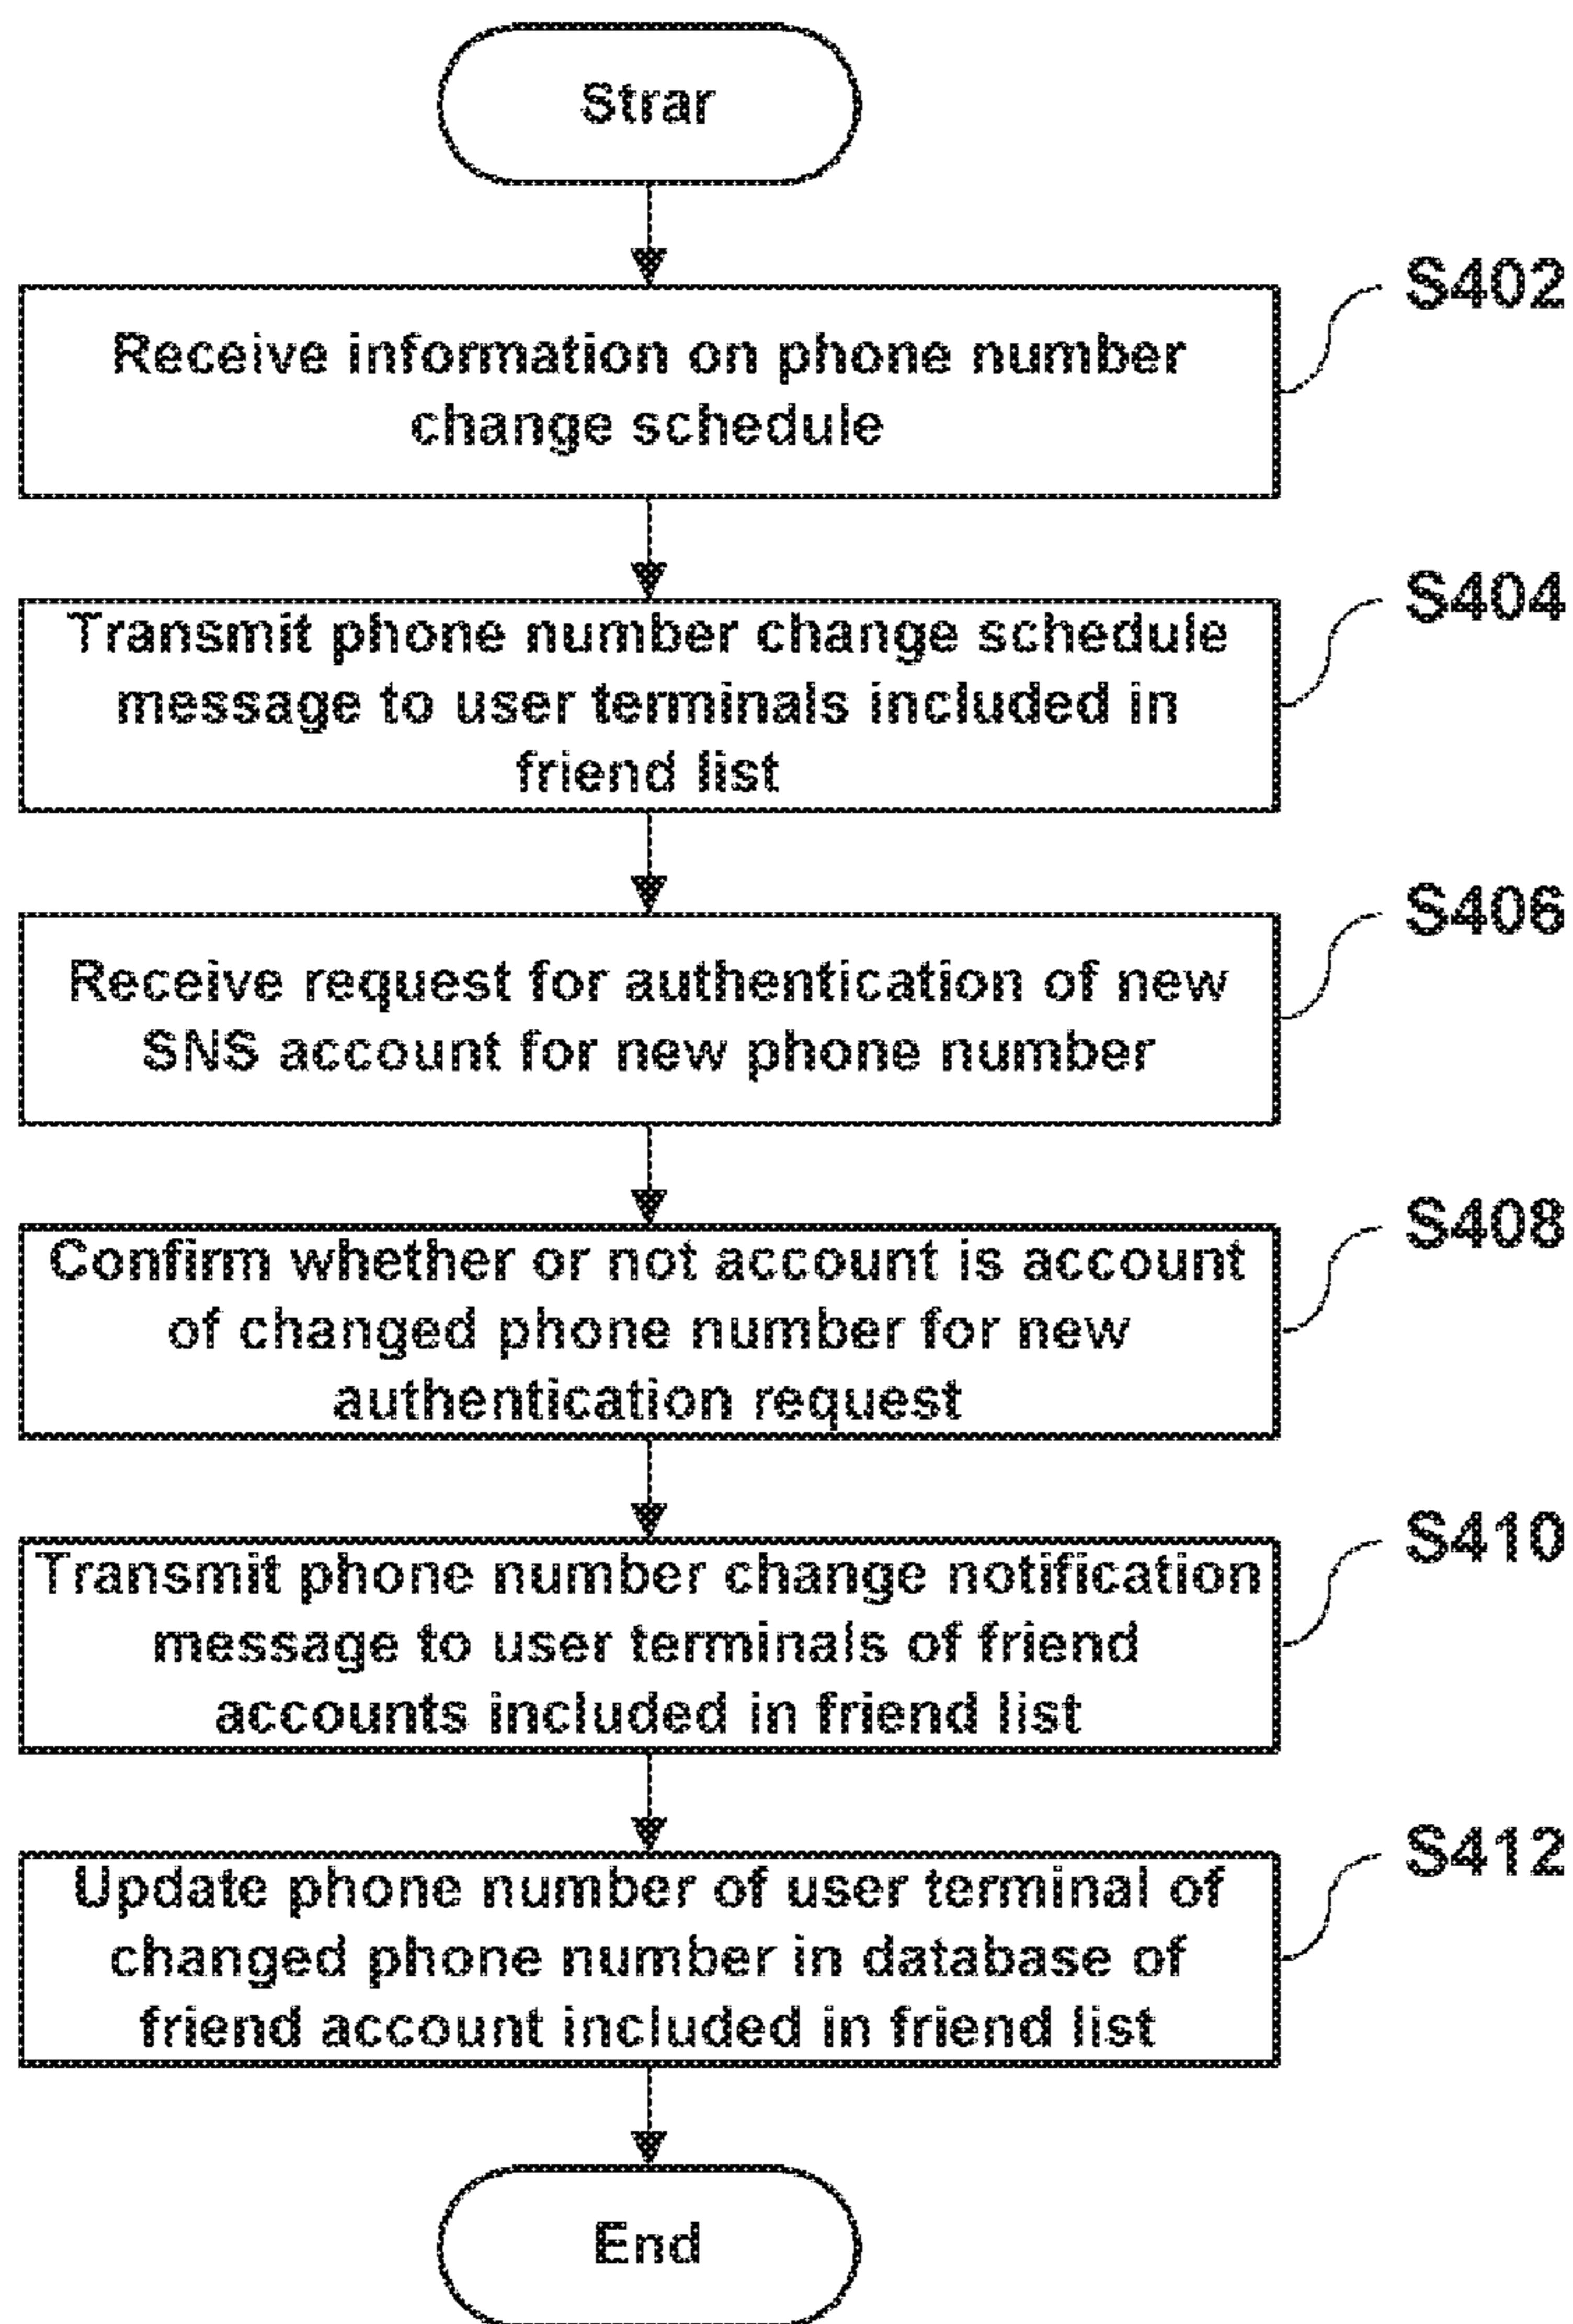 Strar
S402
Receive information on phone number
change schedule
S404
Transmit phone number change schedule
message to user terminals included in
friend list
S406
Receive request for authentication of new
SNS account for new phone number
S408
Confirm whether or not account is account
of changed phone number for new
authentication request
S410
Transmit phone number change notification
message to user terminals of friend
accounts included in friend list
S412
Update phone number of user terminal of
changed phone number in database of
friend account included in friend list
End